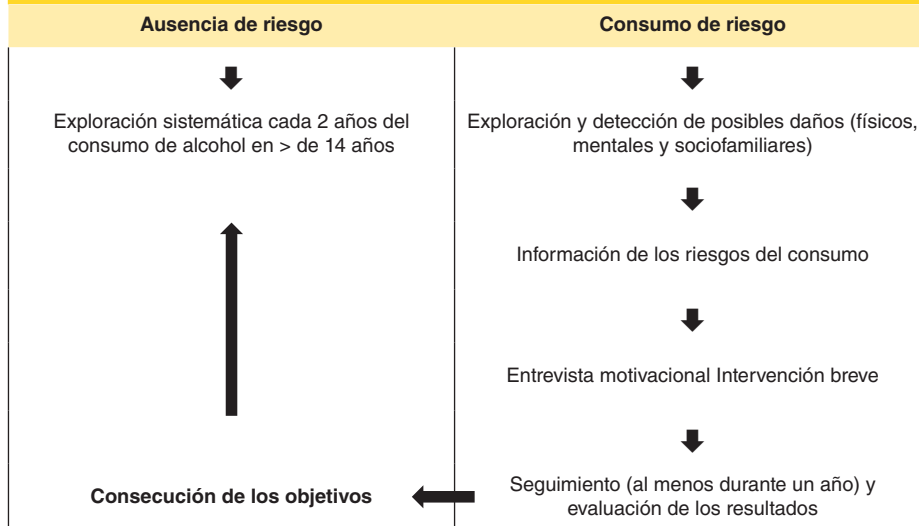 Ausencia de riesgo
Consumo de riesgo
Exploración sistemática cada 2 años del
consumo de alcohol en > de 14 años
Exploración y detección de posibles daños (físicos,
mentales y sociofamiliares)
Información de los riesgos del consumo
Entrevista motivacional Intervención breve
Consecución de los objetivos
Seguimiento (al menos durante un año) y
evaluación de los resultados